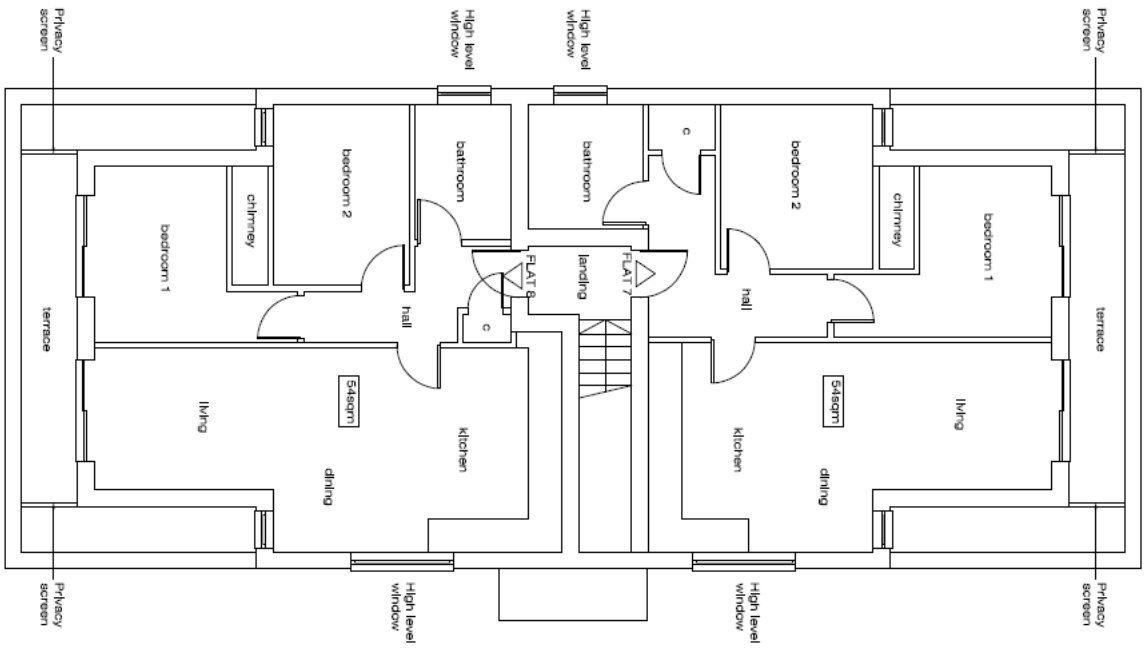 Privacy
screen
Privacy
screen
terrace
bedroom 1
living
chimney
54sqm
dining
bedroom 2
hall
kitchen
High level
window
c
FLAT 7
High level
window
bathroom
landing
FLAT 8
c
High level
window
bathroom
kitchen
hall
High level
window
bedroom 2
54sqm
dining
chimney
living
bedroom 1
Privacy
screen
terrace
Privacy
screen